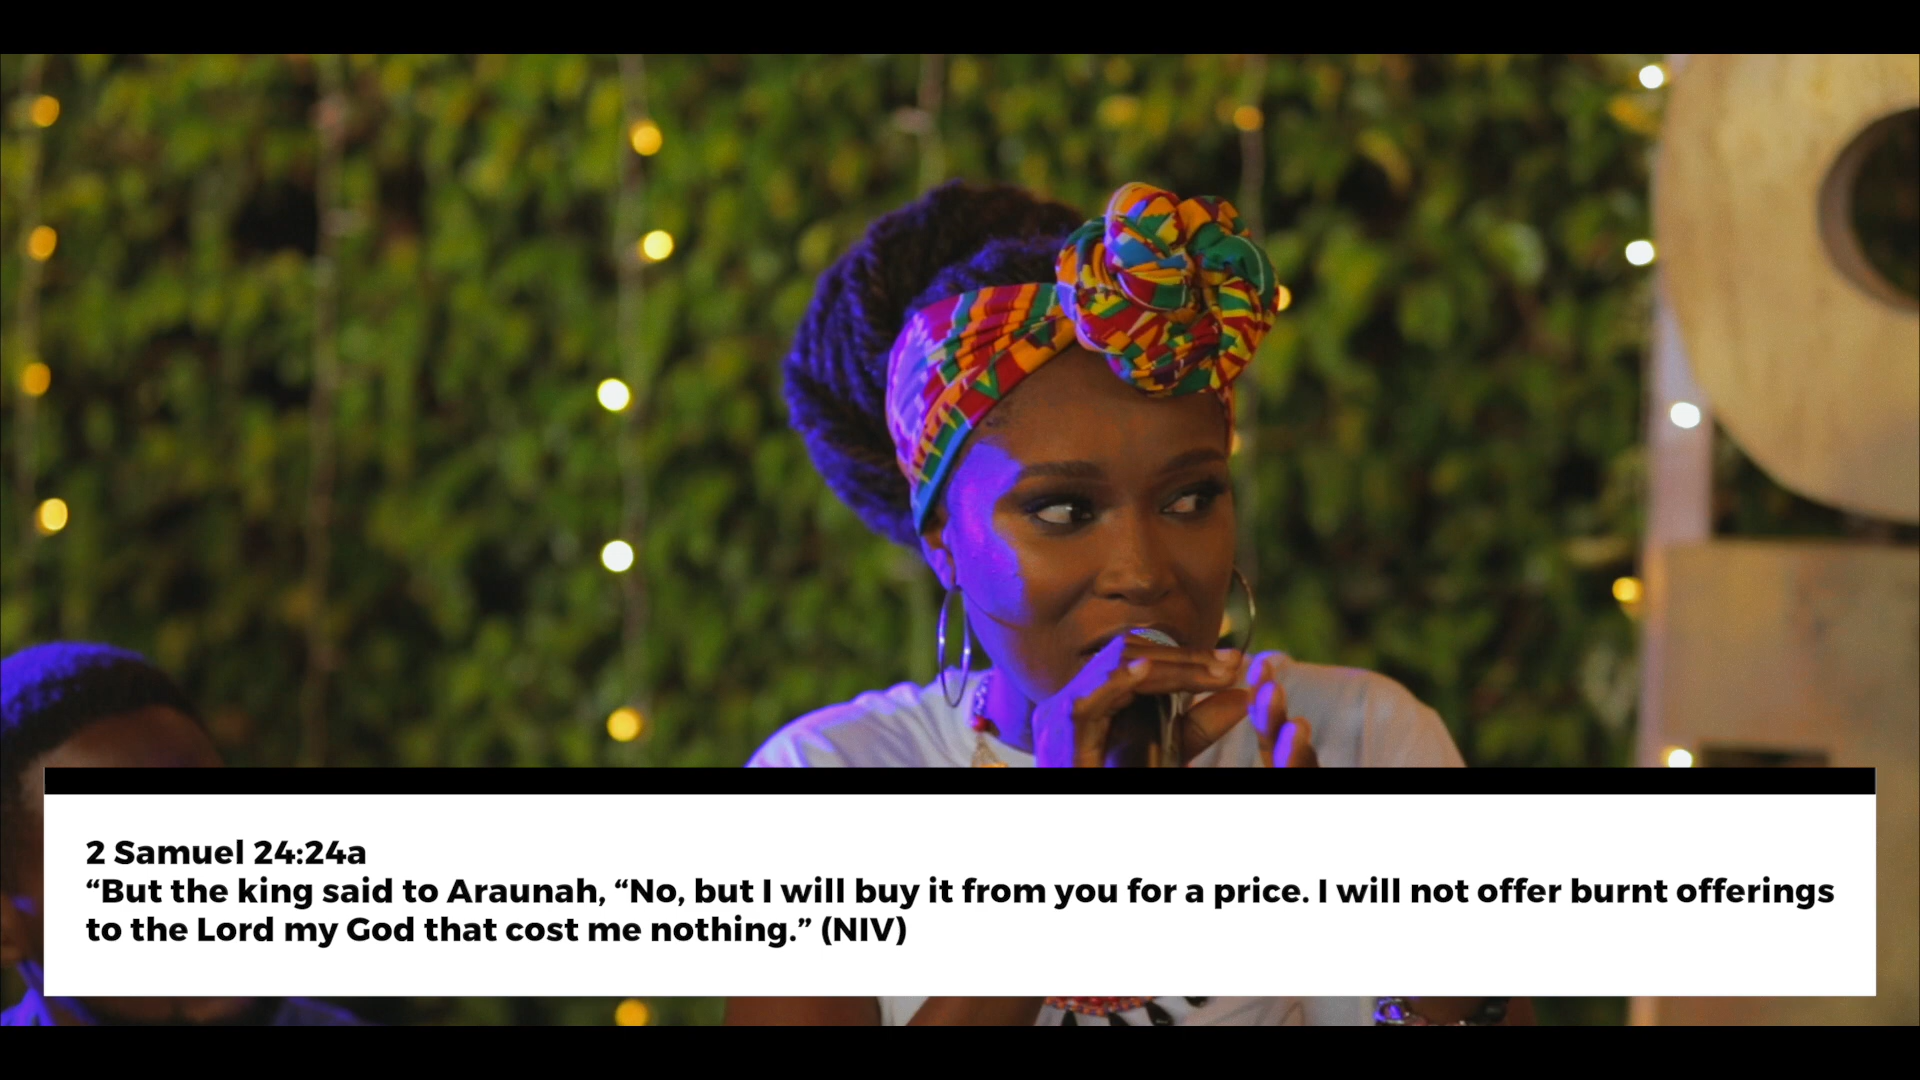 2 Samuel 24:24a
“But the king said to Araunah, “No, but I will buy it from you for a price. I will not offer burnt offerings
to the Lord my God that cost me nothing.” (NIV)